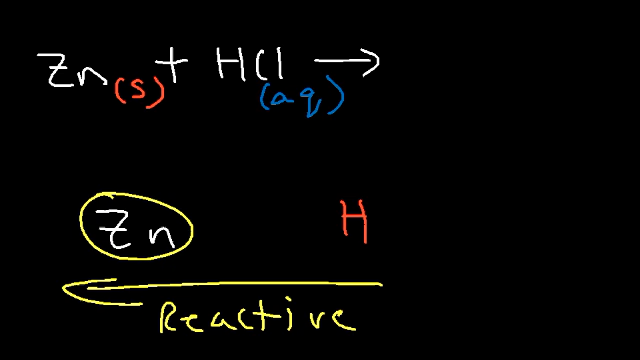 Zn(s) + HCl(aq) →
Zn H
Reactive